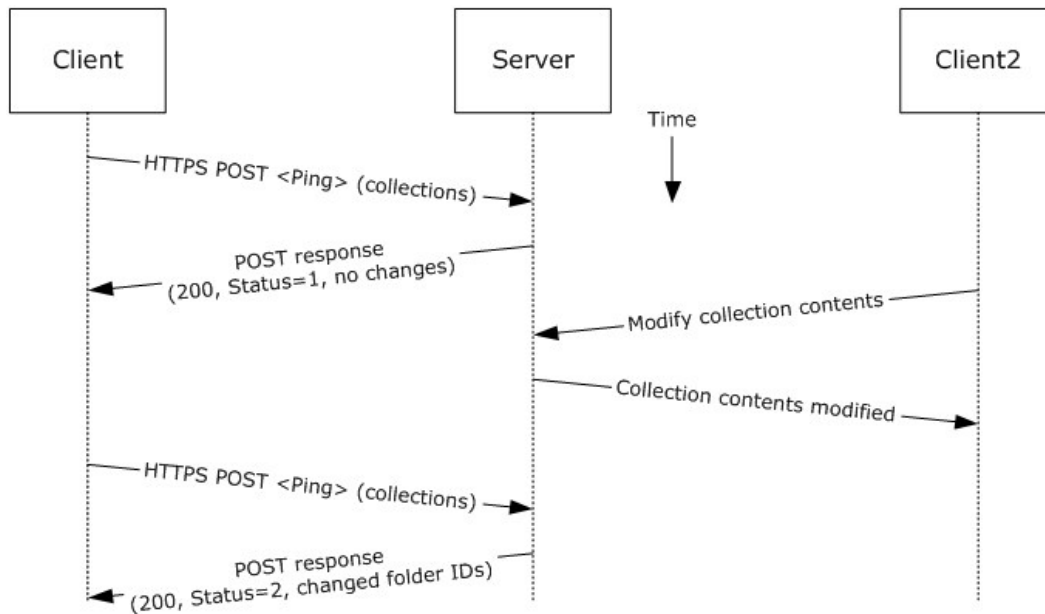 Client
Server
Client2
Time
HTTPS POST <Ping> (collections)
POST response
(200, Status=1, no changes)
Modify collection contents
Collection contents modified
HTTPS POST <Ping> (collections)
POST response
(200, Status=2, changed folder IDs)